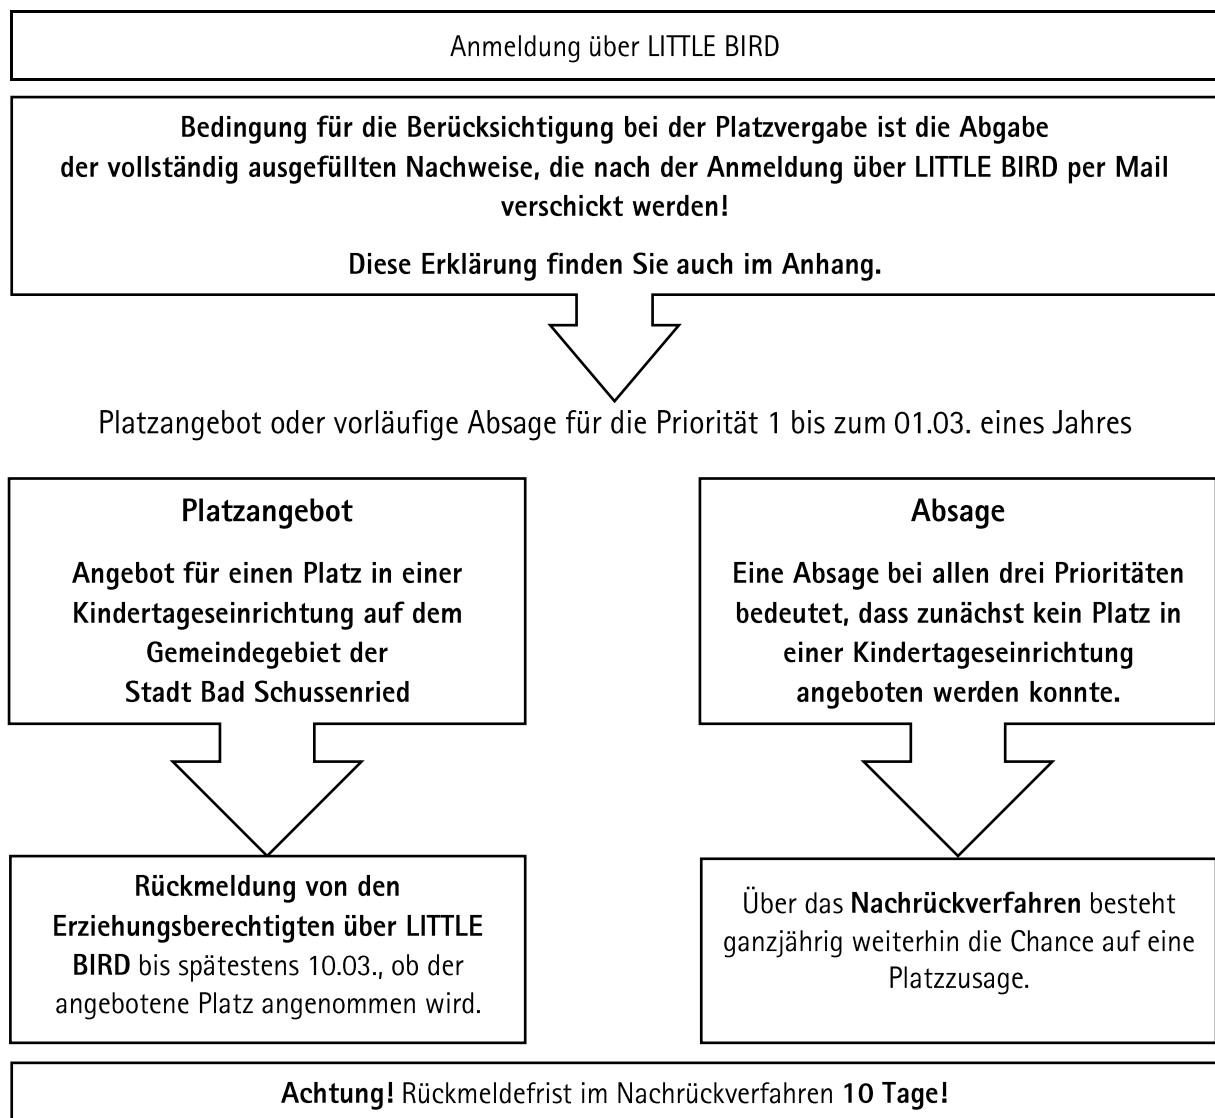 Anmeldung über LITTLE BIRD
Bedingung für die Berücksichtigung bei der Platzvergabe ist die Abgabe
der vollständig ausgefüllten Nachweise, die nach der Anmeldung über LITTLE BIRD per Mail
verschickt werden!
Diese Erklärung finden Sie auch im Anhang.
Platzangebot oder vorläufige Absage für die Priorität 1 bis zum 01.03. eines Jahres
Platzangebot
Angebot für einen Platz in einer
Kindertageseinrichtung auf dem
Gemeindegebiet der
Stadt Bad Schussenried
Absage
Eine Absage bei allen drei Prioritäten
bedeutet, dass zunächst kein Platz in
einer Kindertageseinrichtung
angeboten werden konnte.
Rückmeldung von den
Erziehungsberechtigten über LITTLE
BIRD bis spätestens 10.03., ob der
angebotene Platz angenommen wird.
Über das Nachrückverfahren besteht
ganzjährig weiterhin die Chance auf eine
Platzzusage.
Achtung! Rückmeldefrist im Nachrückverfahren 10 Tage!